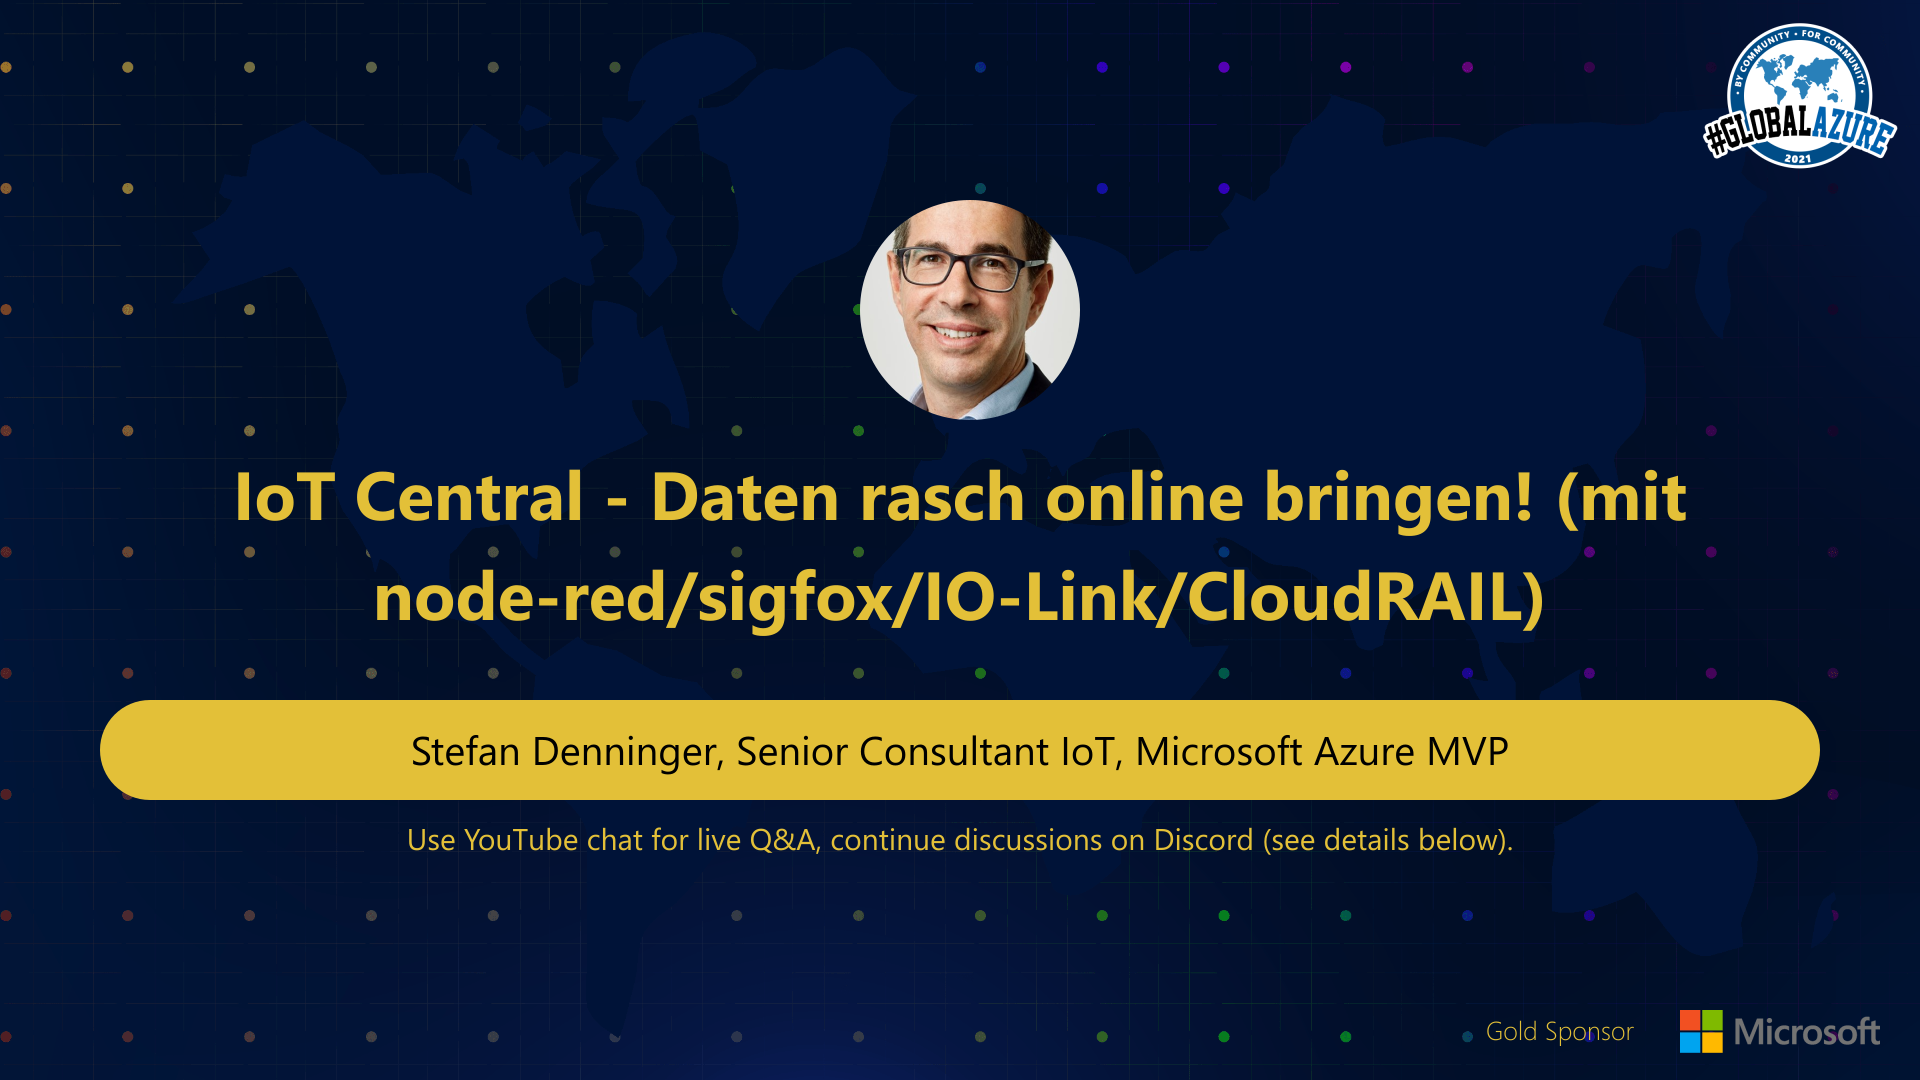 • BY COMMUNITY • FOR COMMUNITY •
#GLOBALAZURE
2021
IoT Central - Daten rasch online bringen! (mit
node-red/sigfox/IO-Link/CloudRAIL)
Stefan Denninger, Senior Consultant IoT, Microsoft Azure MVP
Use YouTube chat for live Q&A, continue discussions on Discord (see details below).
Gold Sponsor
Microsoft